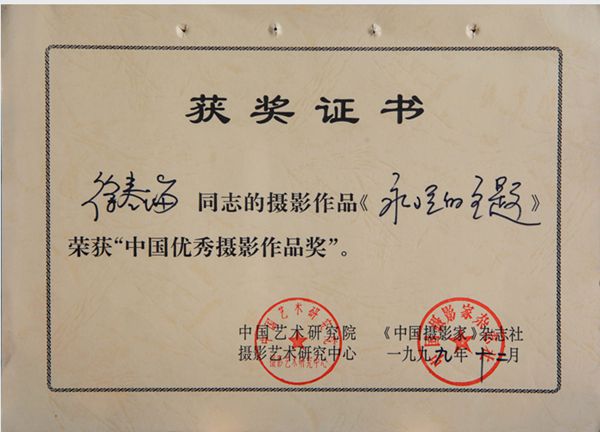 获奖证书
徐春海 同志的摄影作品《永恒的主题》
荣获“中国优秀摄影作品奖”。
中国艺术研究院
摄影艺术研究中心
《中国摄影家》杂志社
一九九九年十二月